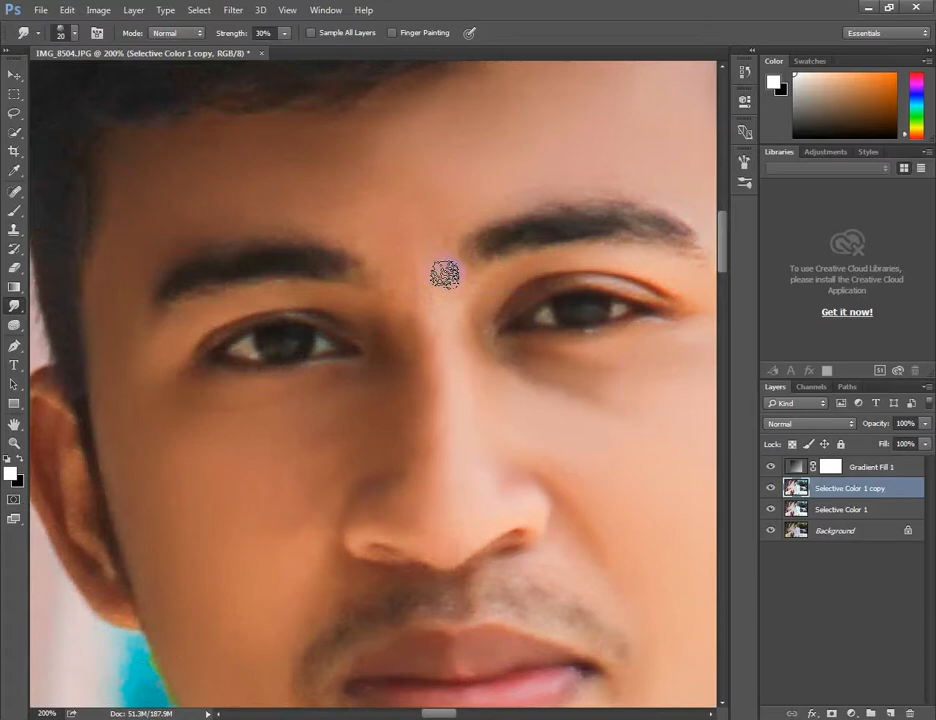 Ps File Edit Image Layer Type Select Filter 3D View Window Help
20 Mode: Normal Strength: 30% Sample All Layers Finger Painting Essentials
IMG_8504.JPG @ 200% (Selective Color 1 copy, RGB/8) * ×
Color Swatches
Libraries Adjustments Styles
To use Creative Cloud Libraries,
please install the Creative Cloud
Application
Get it now!
Layers Channels Paths
Kind
Normal Opacity: 100%
Lock: Fill: 100%
Gradient Fill 1
Selective Color 1 copy
Selective Color 1
Background
200% Doc: 51.3M/187.9M